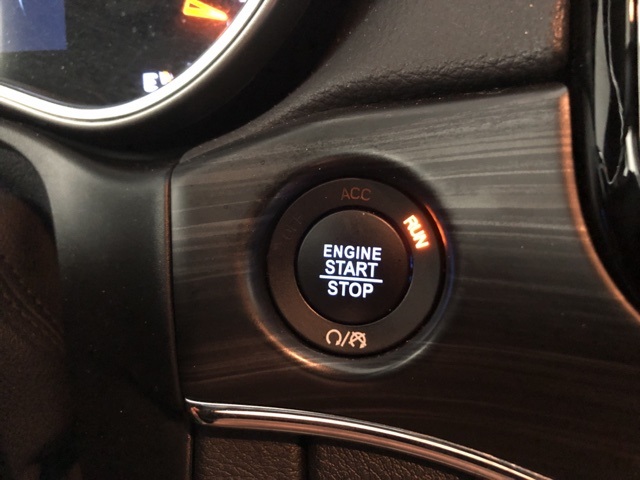 E
ACC
RUN
ENGINE
START
STOP